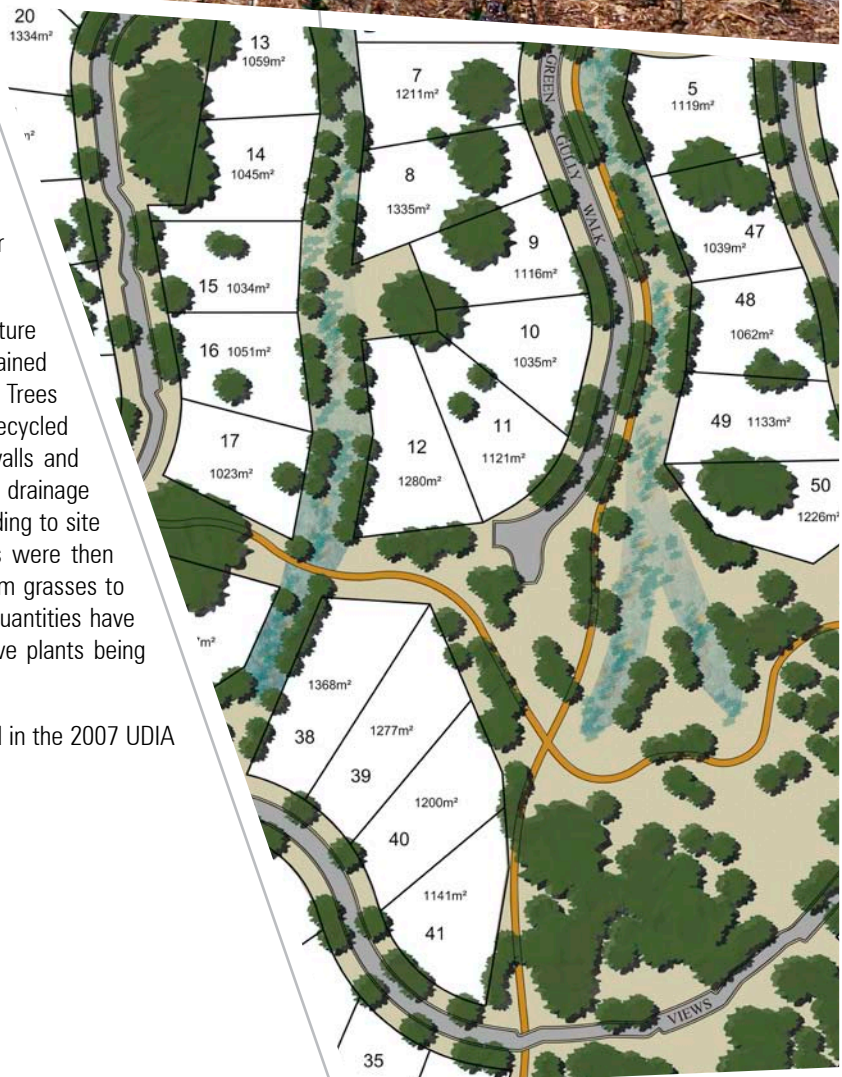 20
1334m²
13
1059m²
7
1211m²
5
1119m²
14
1045m²
8
1335m²
GREEN GULLY WALK
9
1116m²
47
1039m²
15 1034m²
10
1035m²
48
1062m²
16 1051m²
11
1121m²
49 1133m²
17
1023m²
12
1280m²
50
1226m²
1368m²
38
1277m²
39
1200m²
40
1141m²
41
VIEWS
35
r
ture
ained
Trees
ecycled
valls and
drainage
ding to site
s were then
m grasses to
quantities have
ve plants being
l in the 2007 UDIA